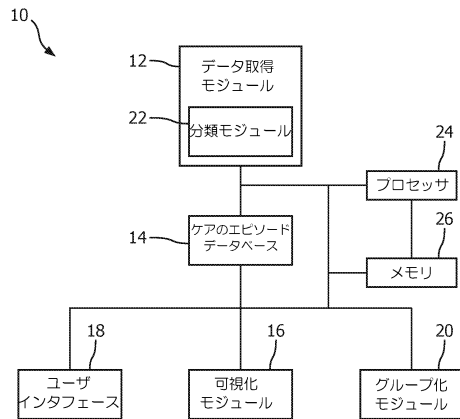 10
12
データ取得
モジュール
22
分類モジュール
24
プロセッサ
14
ケアのエピソード
データベース
26
メモリ
18
ユーザ
インタフェース
16
可視化
モジュール
20
グループ化
モジュール